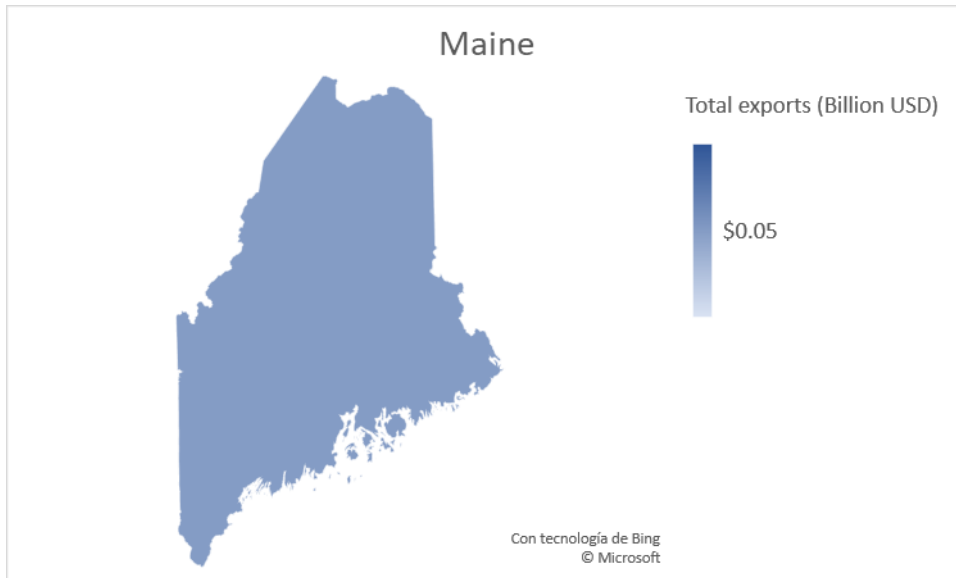 Maine
Total exports (Billion USD)
$0.05
Con tecnología de Bing
© Microsoft